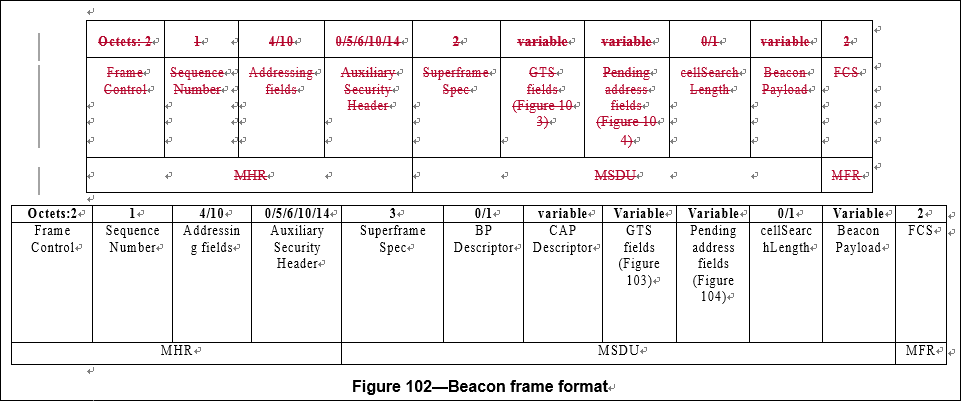 Octets: 2 1 4/10 0/5/6/10/14 2 variable variable 0/1 variable 2
Frame Sequence Addressing Auxiliary Superframe GTS Pending cellSearch Beacon FCS
Control Number fields Security Spec fields address Length Payload
Header (Figure 10 fields
3) (Figure 10
4)
MHR MSDU MFR
Octets:2 1 4/10 0/5/6/10/14 3 0/1 variable Variable Variable 0/1 Variable 2
Frame Sequence Addressin Auxiliary Superframe BP CAP GTS Pending cellSearc Beacon FCS
Control Number g fields Security Spec Descriptor Descriptor fields address hLength Payload
Header (Figure fields
103) (Figure
104)
MHR MSDU MFR
Figure 102—Beacon frame format